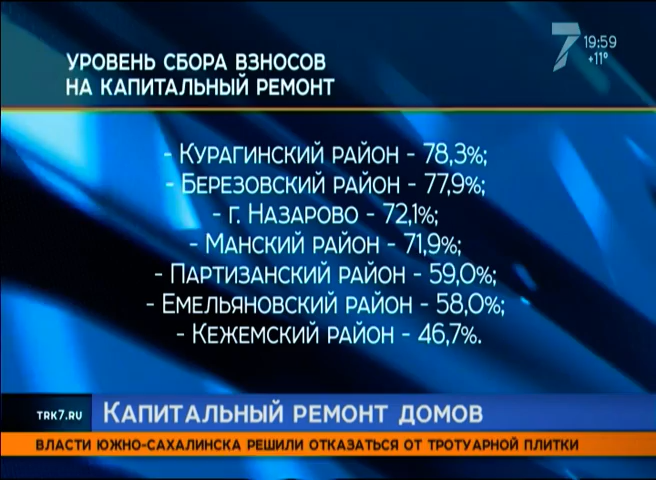 УРОВЕНЬ СБОРА ВЗНОСОВ
НА КАПИТАЛЬНЫЙ РЕМОНТ
7
19:59
+11°
- КУРАГИНСКИЙ РАЙОН - 78,3%;
- БЕРЕЗОВСКИЙ РАЙОН - 77,9%;
- г. НАЗАРОВО - 72,1%;
- МАНСКИЙ РАЙОН - 71,9%;
- ПАРТИЗАНСКИЙ РАЙОН - 59,0%;
- ЕМЕЛЬЯНОВСКИЙ РАЙОН - 58,0%;
- КЕЖЕМСКИЙ РАЙОН - 46,7%.
TRK7.RU
КАПИТАЛЬНЫЙ РЕМОНТ ДОМОВ
ВЛАСТИ ЮЖНО-САХАЛИНСКА РЕШИЛИ ОТКАЗАТЬСЯ ОТ ТРОТУАРНОЙ ПЛИТКИ